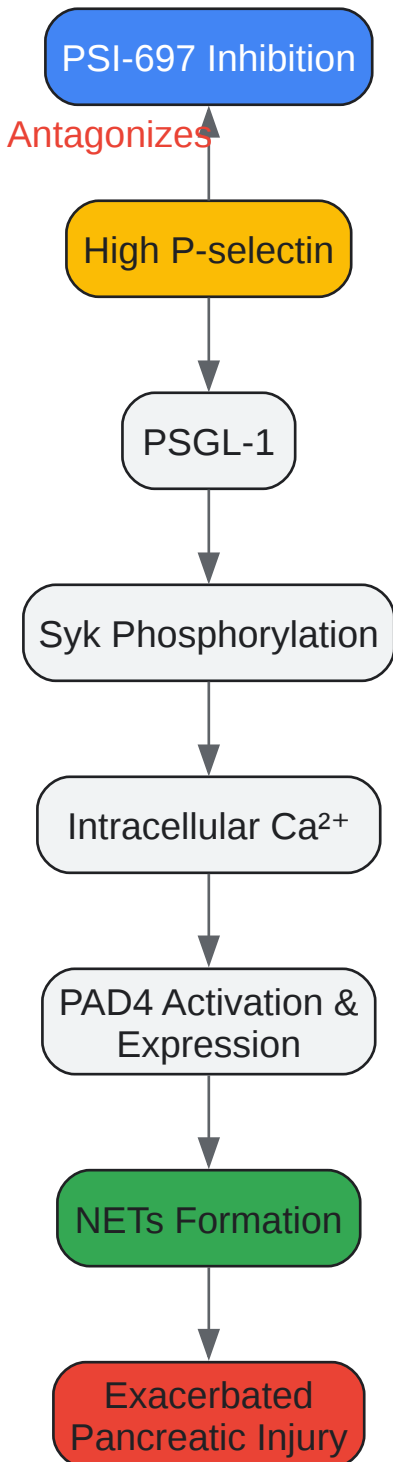 PSI-697 Inhibition
Antagonizes
High P-selectin
PSGL-1
Syk Phosphorylation
Intracellular Ca²⁺
PAD4 Activation &
Expression
NETs Formation
Exacerbated
Pancreatic Injury